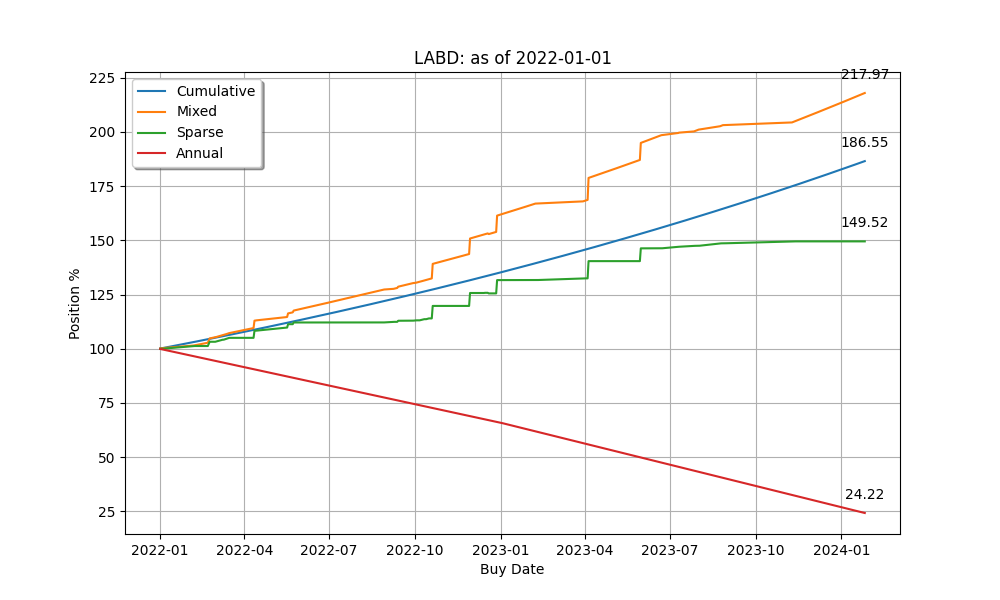 LABD: as of 2022-01-01
Cumulative
Mixed
Sparse
Annual
217.97
186.55
149.52
24.22
Position %
225
200
175
150
125
100
75
50
25
2022-01 2022-04 2022-07 2022-10 2023-01 2023-04 2023-07 2023-10 2024-01
Buy Date